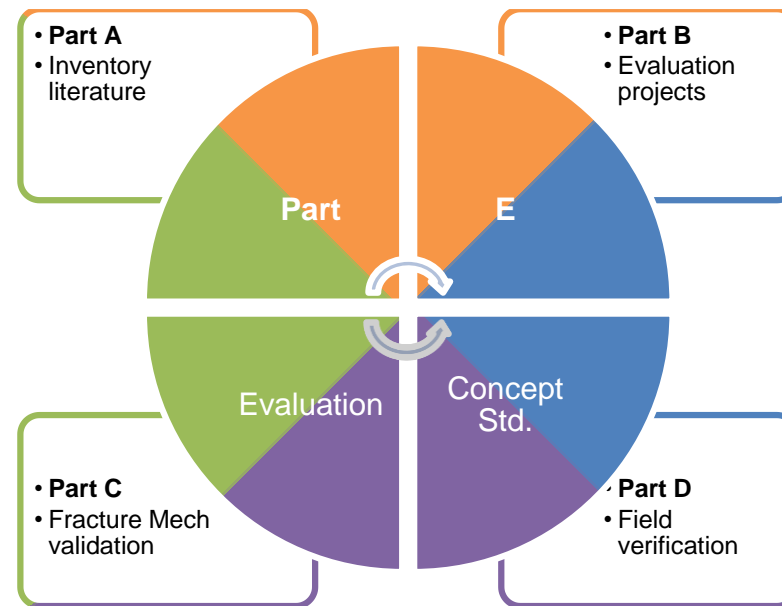 • Part A
• Inventory
literature
• Part B
• Evaluation
projects
Part E
Evaluation
Concept
Std.
• Part C
• Fracture Mech
validation
• Part D
• Field
verification